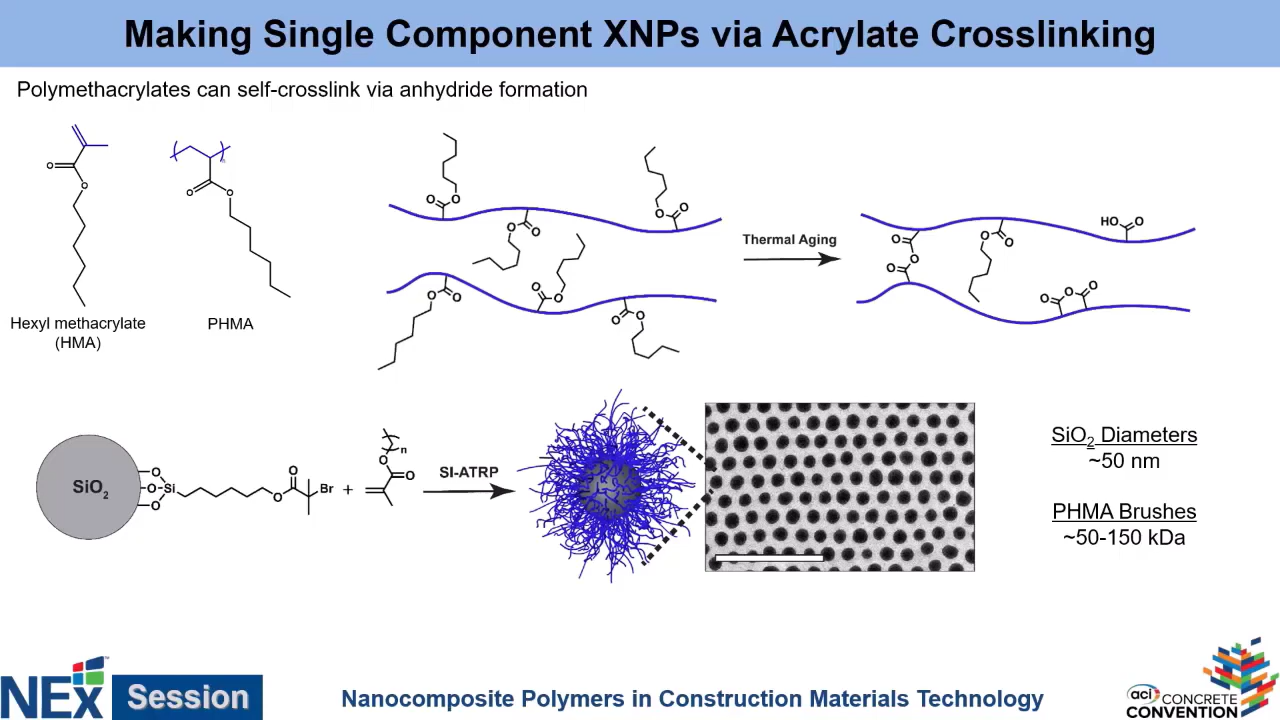 Making Single Component XNPs via Acrylate Crosslinking
Polymethacrylates can self-crosslink via anhydride formation
O
O
n
O
O
Hexyl methacrylate
(HMA)
PHMA
O
O
O
O
O
O
O
O
O
O
O
O
Thermal Aging
O
O
O
O
O
HO
O
O
O
O
SiO2
O
O
O
Si
O
O
Br
+
n
O
O
SI-ATRP
SiO2 Diameters
~50 nm
PHMA Brushes
~50-150 kDa
NEx Session
Nanocomposite Polymers in Construction Materials Technology
aci CONCRETE
CONVENTION